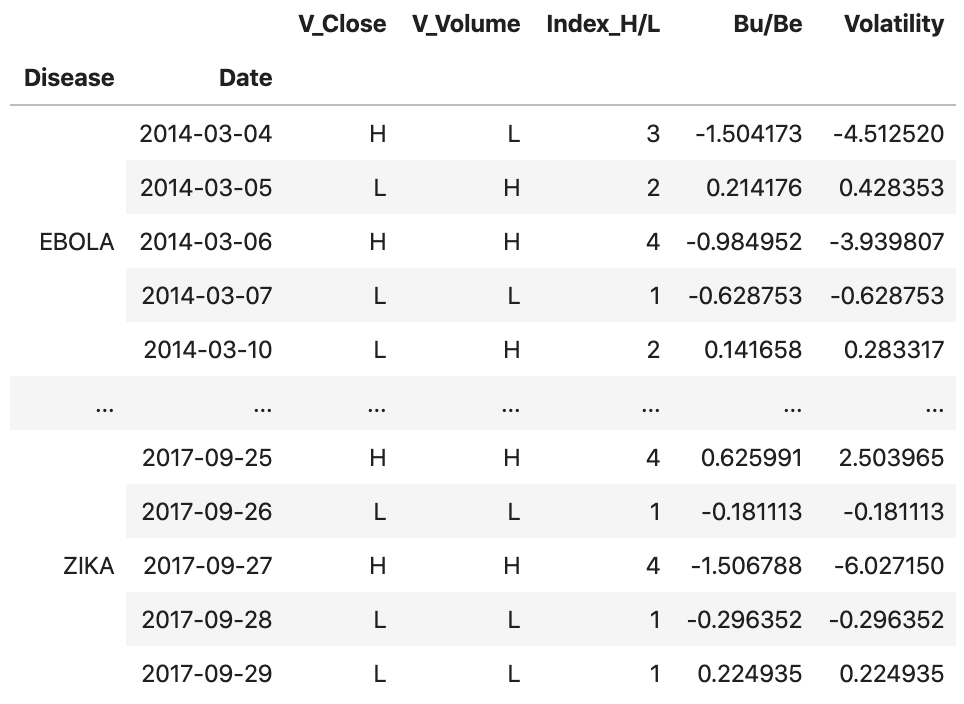 V_Close V_Volume Index_H/L Bu/Be Volatility
Disease Date
2014-03-04 H L 3 -1.504173 -4.512520
2014-03-05 L H 2 0.214176 0.428353
EBOLA 2014-03-06 H H 4 -0.984952 -3.939807
2014-03-07 L L 1 -0.628753 -0.628753
2014-03-10 L H 2 0.141658 0.283317
... ... ... ... ... ... ...
2017-09-25 H H 4 0.625991 2.503965
2017-09-26 L L 1 -0.181113 -0.181113
ZIKA 2017-09-27 H H 4 -1.506788 -6.027150
2017-09-28 L L 1 -0.296352 -0.296352
2017-09-29 L L 1 0.224935 0.224935